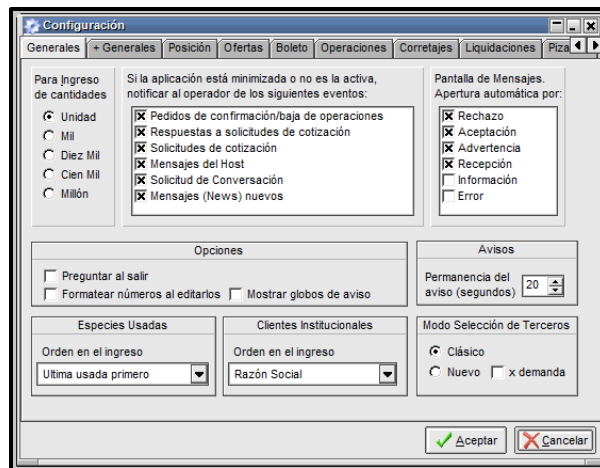 Configuración
Generales + Generales Posición Ofertas Boleto Operaciones Corretajes Liquidaciones Piza
Para Ingreso
de cantidades
Unidad
Mil
Diez Mil
Cien Mil
Millón
Si la aplicación está minimizada o no es la activa,
notificar al operador de los siguientes eventos:
Pedidos de confirmación/baja de operaciones
Respuestas a solicitudes de cotización
Solicitudes de cotización
Mensajes del Host
Solicitud de Conversación
Mensajes (News) nuevos
Pantalla de Mensajes.
Apertura automática por:
Rechazo
Aceptación
Advertencia
Recepción
Información
Error
Opciones
Preguntar al salir
Formatear números al editarlos Mostrar globos de aviso
Avisos
Permanencia del
aviso (segundos) 20
Especies Usadas
Orden en el ingreso
Ultima usada primero
Clientes Institucionales
Orden en el ingreso
Razón Social
Modo Selección de Terceros
Clásico
Nuevo x demanda
Aceptar Cancelar